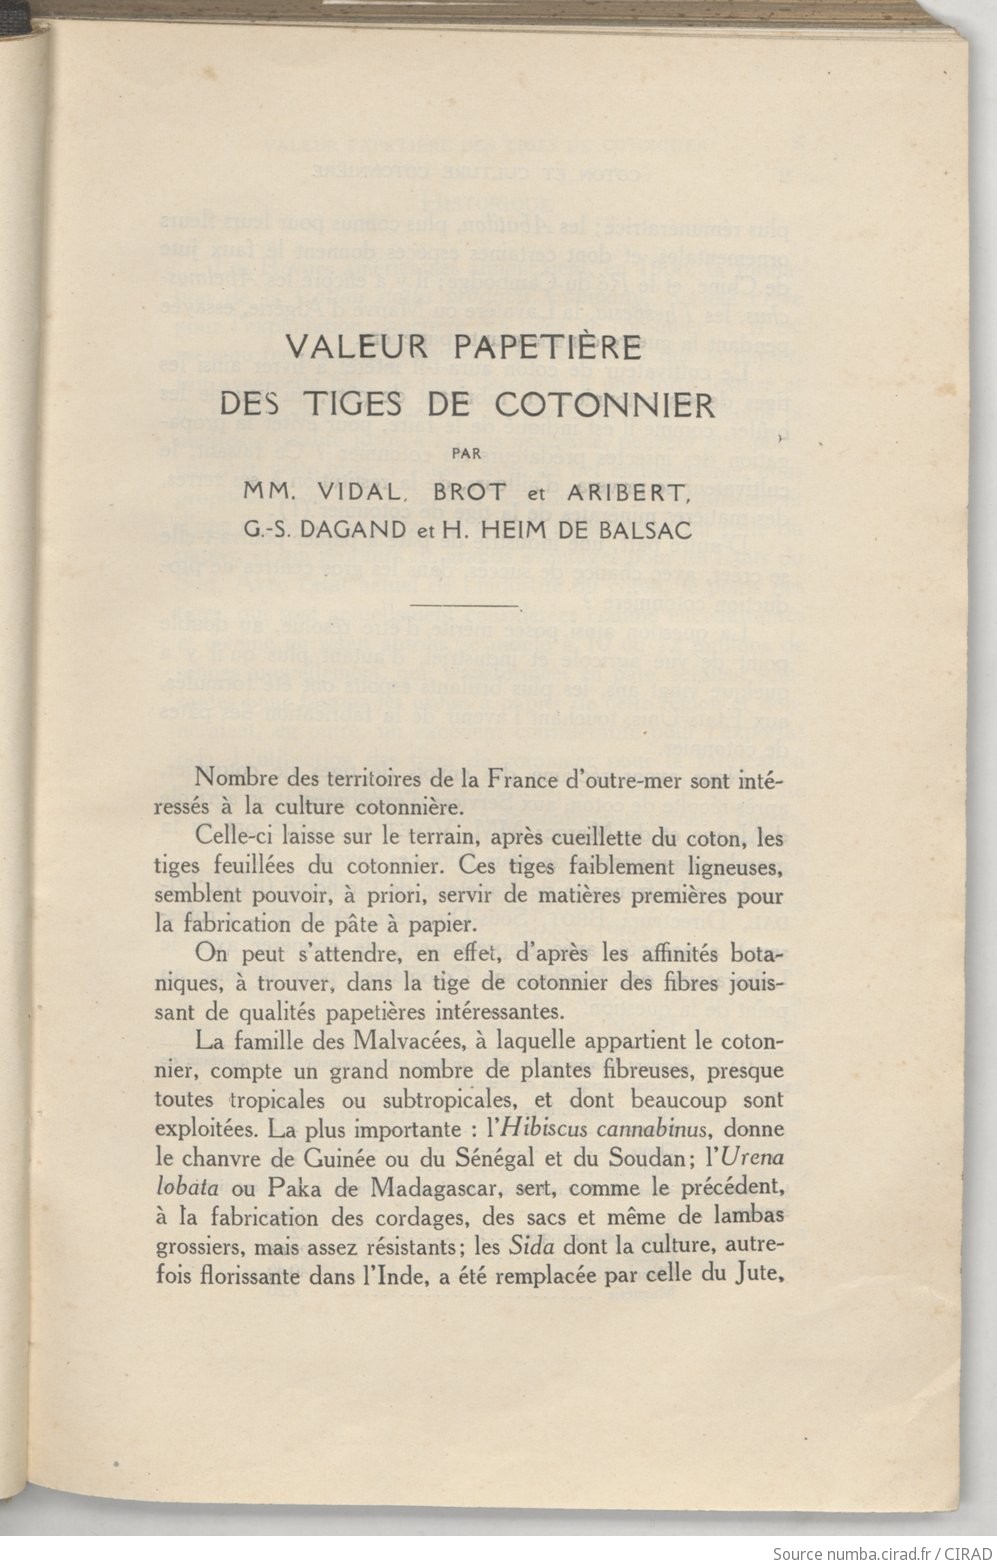 VALEUR PAPETIÈRE
DES TIGES DE COTONNIER
PAR
MM. VIDAL, BROT et ARIBERT,
G.-S. DAGAND et H. HEIM DE BALSAC
Nombre des territoires de la France d'outre-mer sont inté-
ressés à la culture cotonnière.
Celle-ci laisse sur le terrain, après cueillette du coton, les
tiges feuillées du cotonnier. Ces tiges faiblement ligneuses,
semblent pouvoir, à priori, servir de matières premières pour
la fabrication de pâte à papier.
On peut s'attendre, en effet, d'après les affinités bota-
niques, à trouver, dans la tige de cotonnier des fibres jouis-
sant de qualités papetières intéressantes.
La famille des Malvacées, à laquelle appartient le coton-
nier, compte un grand nombre de plantes fibreuses, presque
toutes tropicales ou subtropicales, et dont beaucoup sont
exploitées. La plus importante : l'Hibiscus cannabinus, donne
le chanvre de Guinée ou du Sénégal et du Soudan; l'Urena
lobata ou Paka de Madagascar, sert, comme le précédent,
à la fabrication des cordages, des sacs et même de lambas
grossiers, mais assez résistants; les Sida dont la culture, autre-
fois florissante dans l'Inde, a été remplacée par celle du Jute,
Source numba.cirad.fr / CIRAD